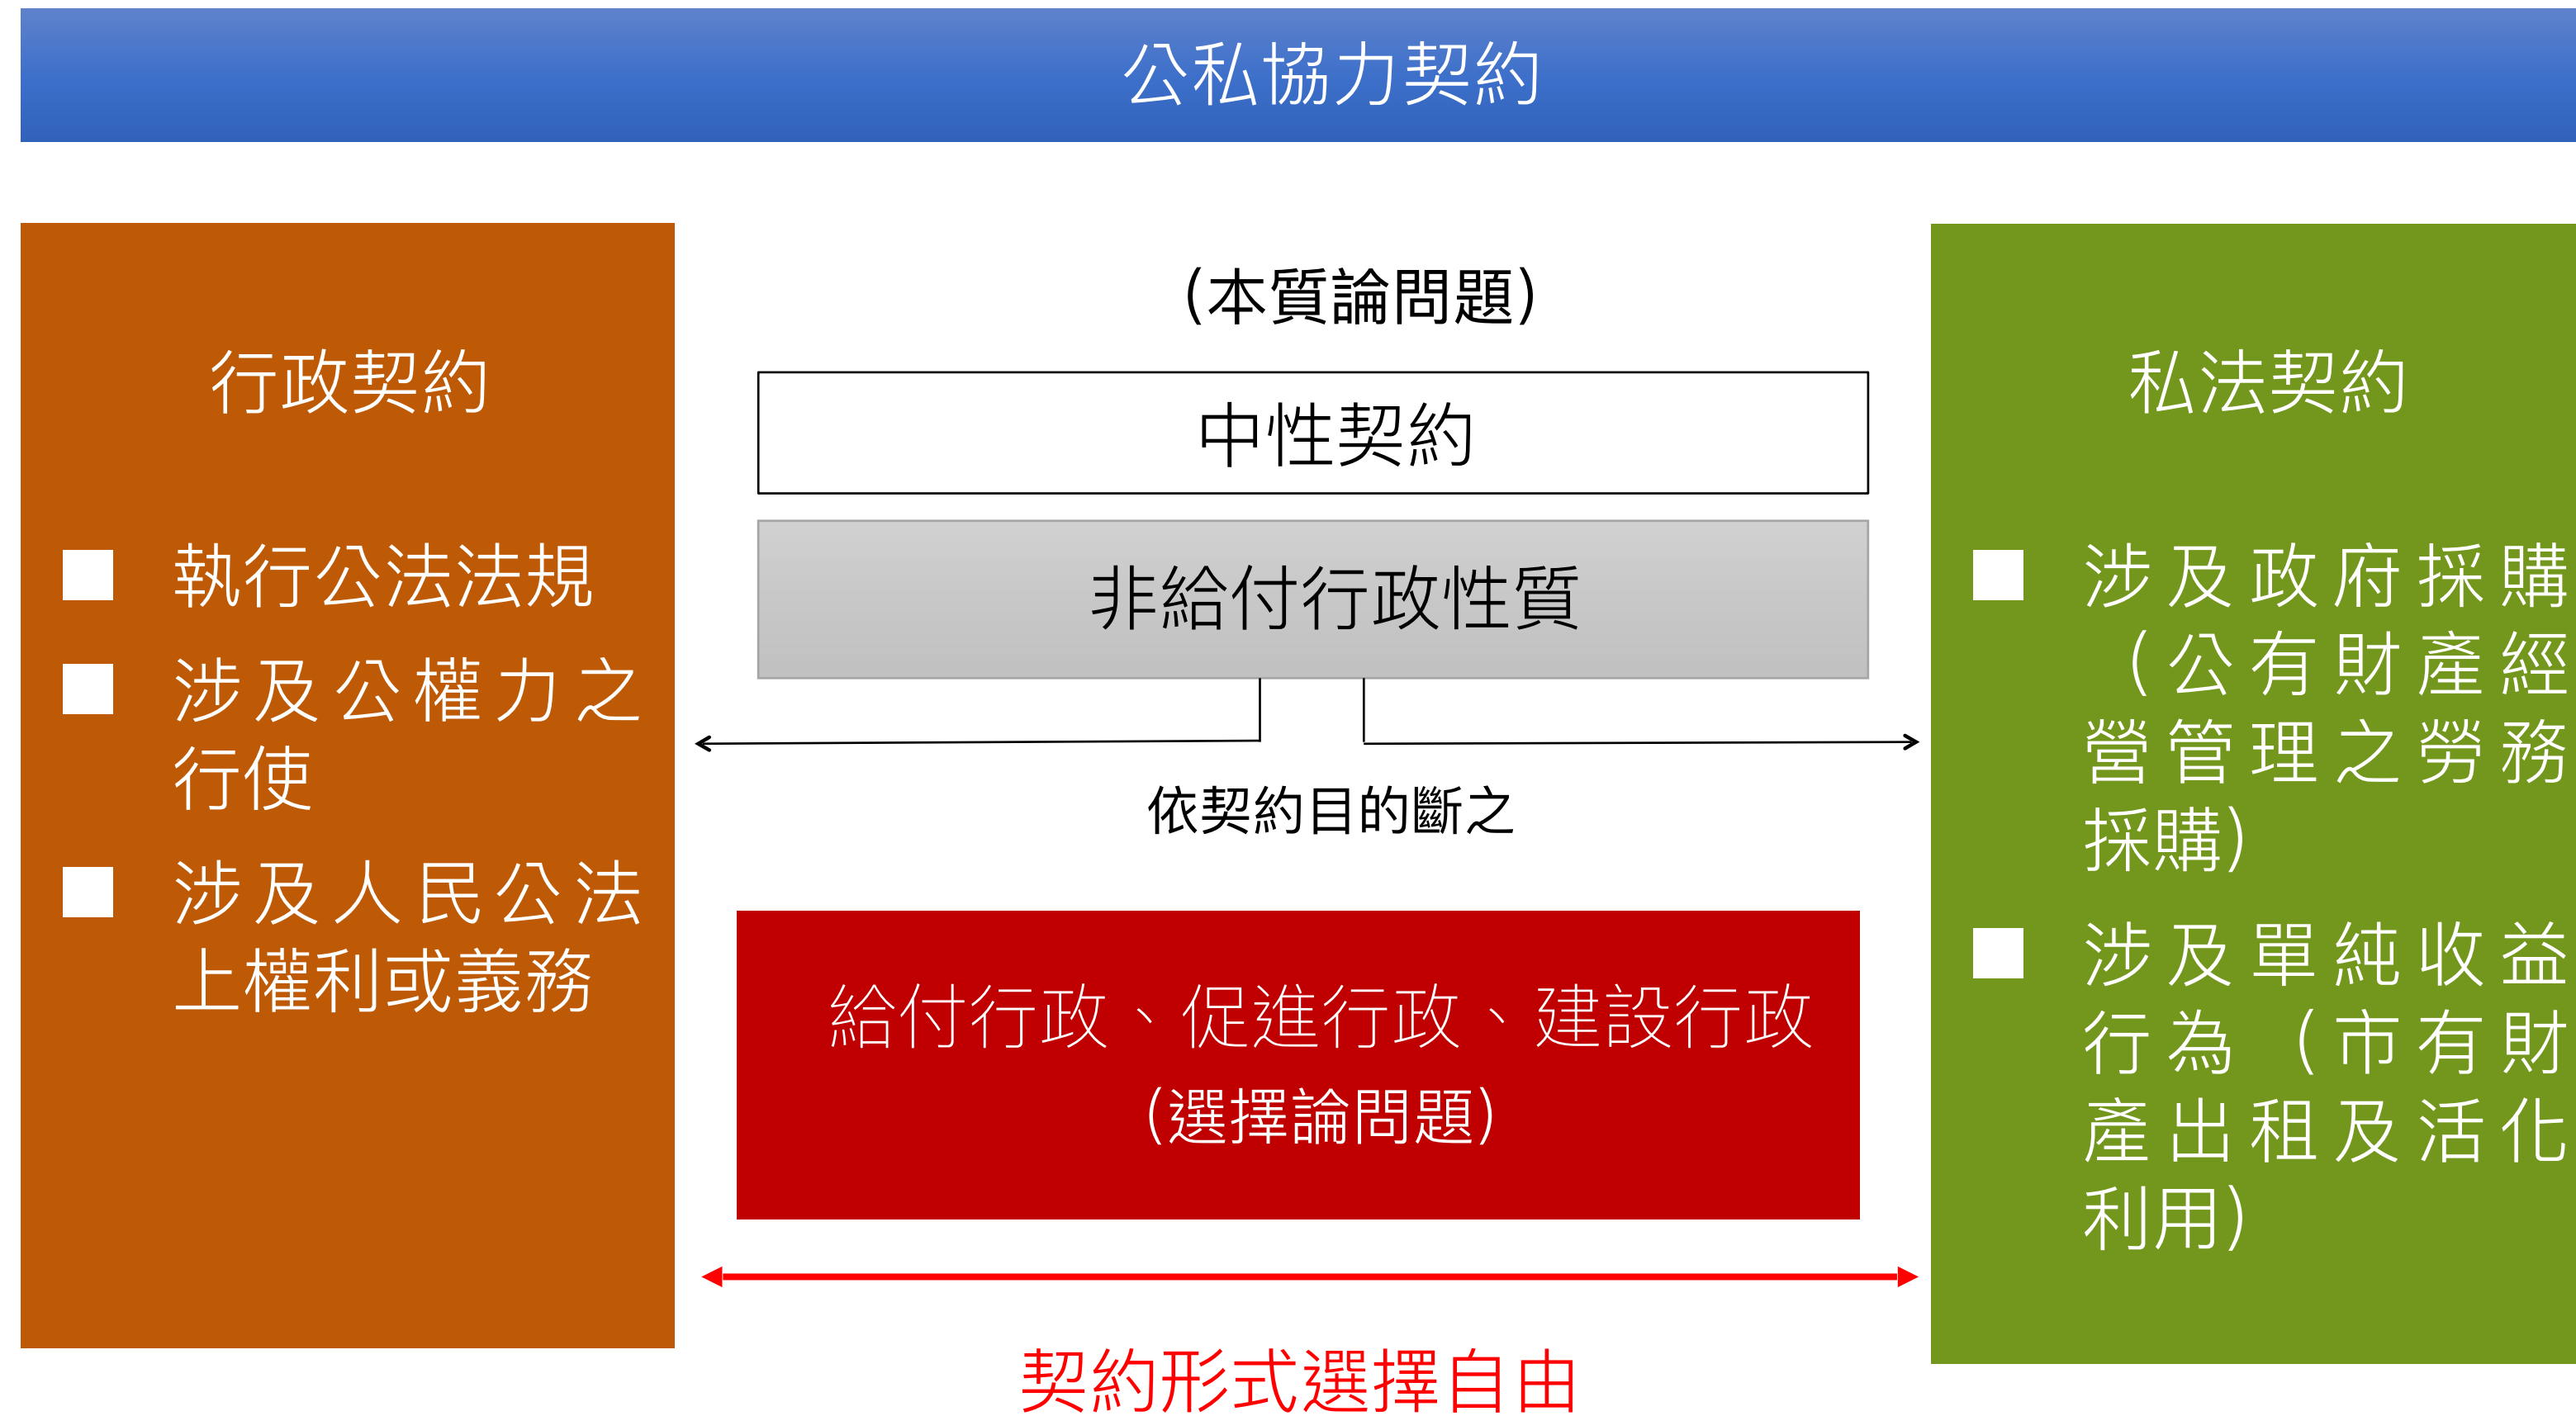 公私協力契約
行政契約
執行公法法規
涉及公權力之
行使
涉及人民公法
上權利或義務
(本質論問題)
中性契約
非給付行政性質
依契約目的斷之
給付行政、促進行政、建設行政
(選擇論問題)
契約形式選擇自由
私法契約
涉及政府採購
（公有財產經
營管理之勞務
採購)
涉及單純收益
行為（市有財
產出租及活化
利用)